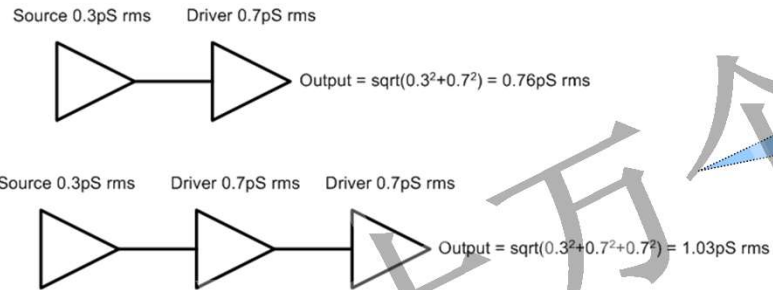 Source 0.3pS rms Driver 0.7pS rms
Output = sqrt(0.3²+0.7²) = 0.76pS rms
Source 0.3pS rms Driver 0.7pS rms Driver 0.7pS rms
Output = sqrt(0.3²+0.7²+0.7²) = 1.03pS rms
万